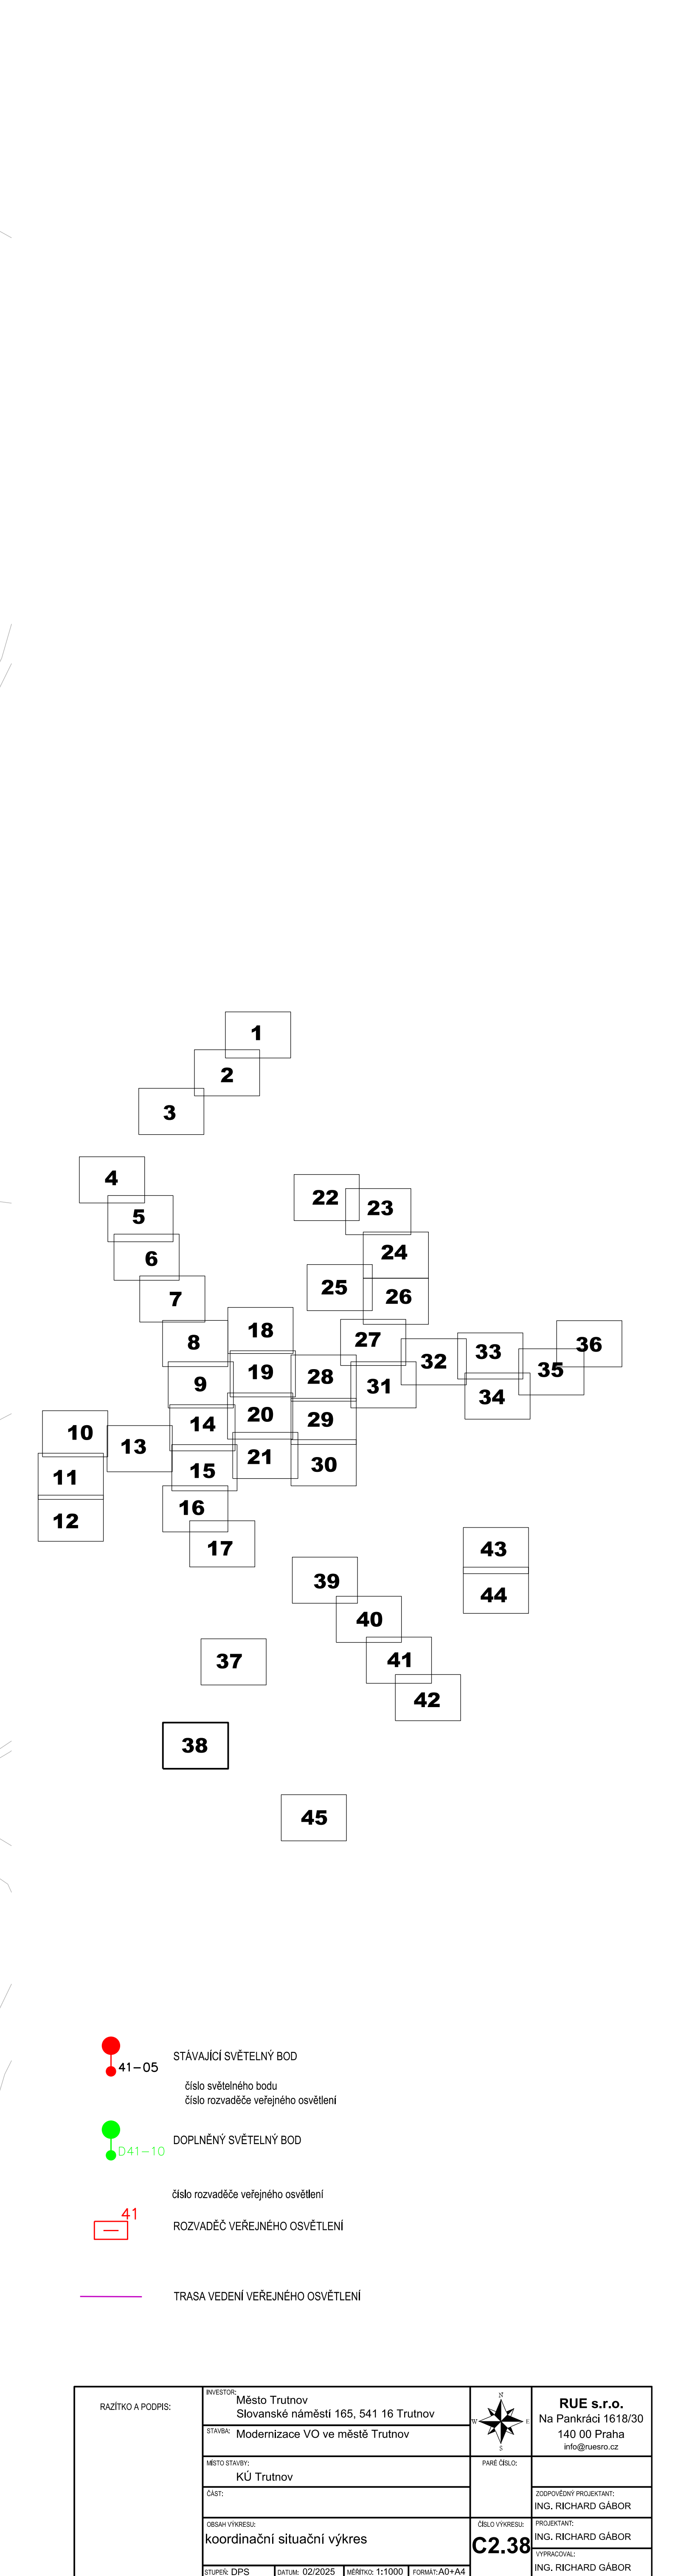 1
2
3
4
22
5
23
6
24
7
25
26
8
18
27
36
33
32
35
9
19
28
31
34
14
20
29
10
13
21
30
15
11
16
12
17
43
39
44
40
37
41
42
38
45
41-05
STÁVAJÍCÍ SVĚTELNÝ BOD
číslo světelného bodu
číslo rozvaděče veřejného osvětlení
D41-10
DOPLNĚNÝ SVĚTELNÝ BOD
číslo rozvaděče veřejného osvětlení
41
ROZVADĚČ VEŘEJNÉHO OSVĚTLENÍ
TRASA VEDENÍ VEŘEJNÉHO OSVĚTLENÍ
RAZÍTKO A PODPIS:
INVESTOR:
Město Trutnov
Slovanské náměstí 165, 541 16 Trutnov
STAVBA: Modernizace VO ve městě Trutnov
MÍSTO STAVBY:
KÚ Trutnov
ČÁST:
OBSAH VÝKRESU:
koordinační situační výkres
STUPEŇ: DPS
DATUM: 02/2025
MĚŘÍTKO: 1:1000
FORMÁT: A0+A4
N
W
E
S
PARÉ ČÍSLO:
ČÍSLO VÝKRESU:
C2.38
RUE s.r.o.
Na Pankráci 1618/30
140 00 Praha
info@ruesro.cz
ZODPOVĚDNÝ PROJEKTANT:
ING. RICHARD GÁBOR
PROJEKTANT:
ING. RICHARD GÁBOR
VYPRACOVAL:
ING. RICHARD GÁBOR